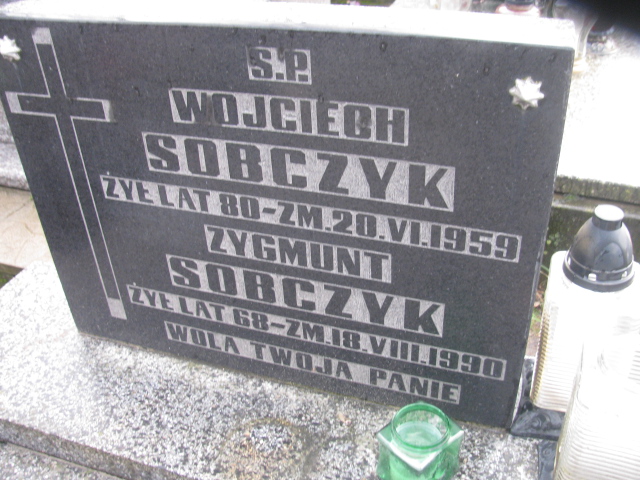 Ś.P.
WOJCIECH
SOBCZYK
ŻYŁ LAT 80-ZM.20.VI.1959
ZYGMUNT
SOBCZYK
ŻYŁ LAT 68-ZM.18.VIII.1990
WOLA TWOJA PANIE